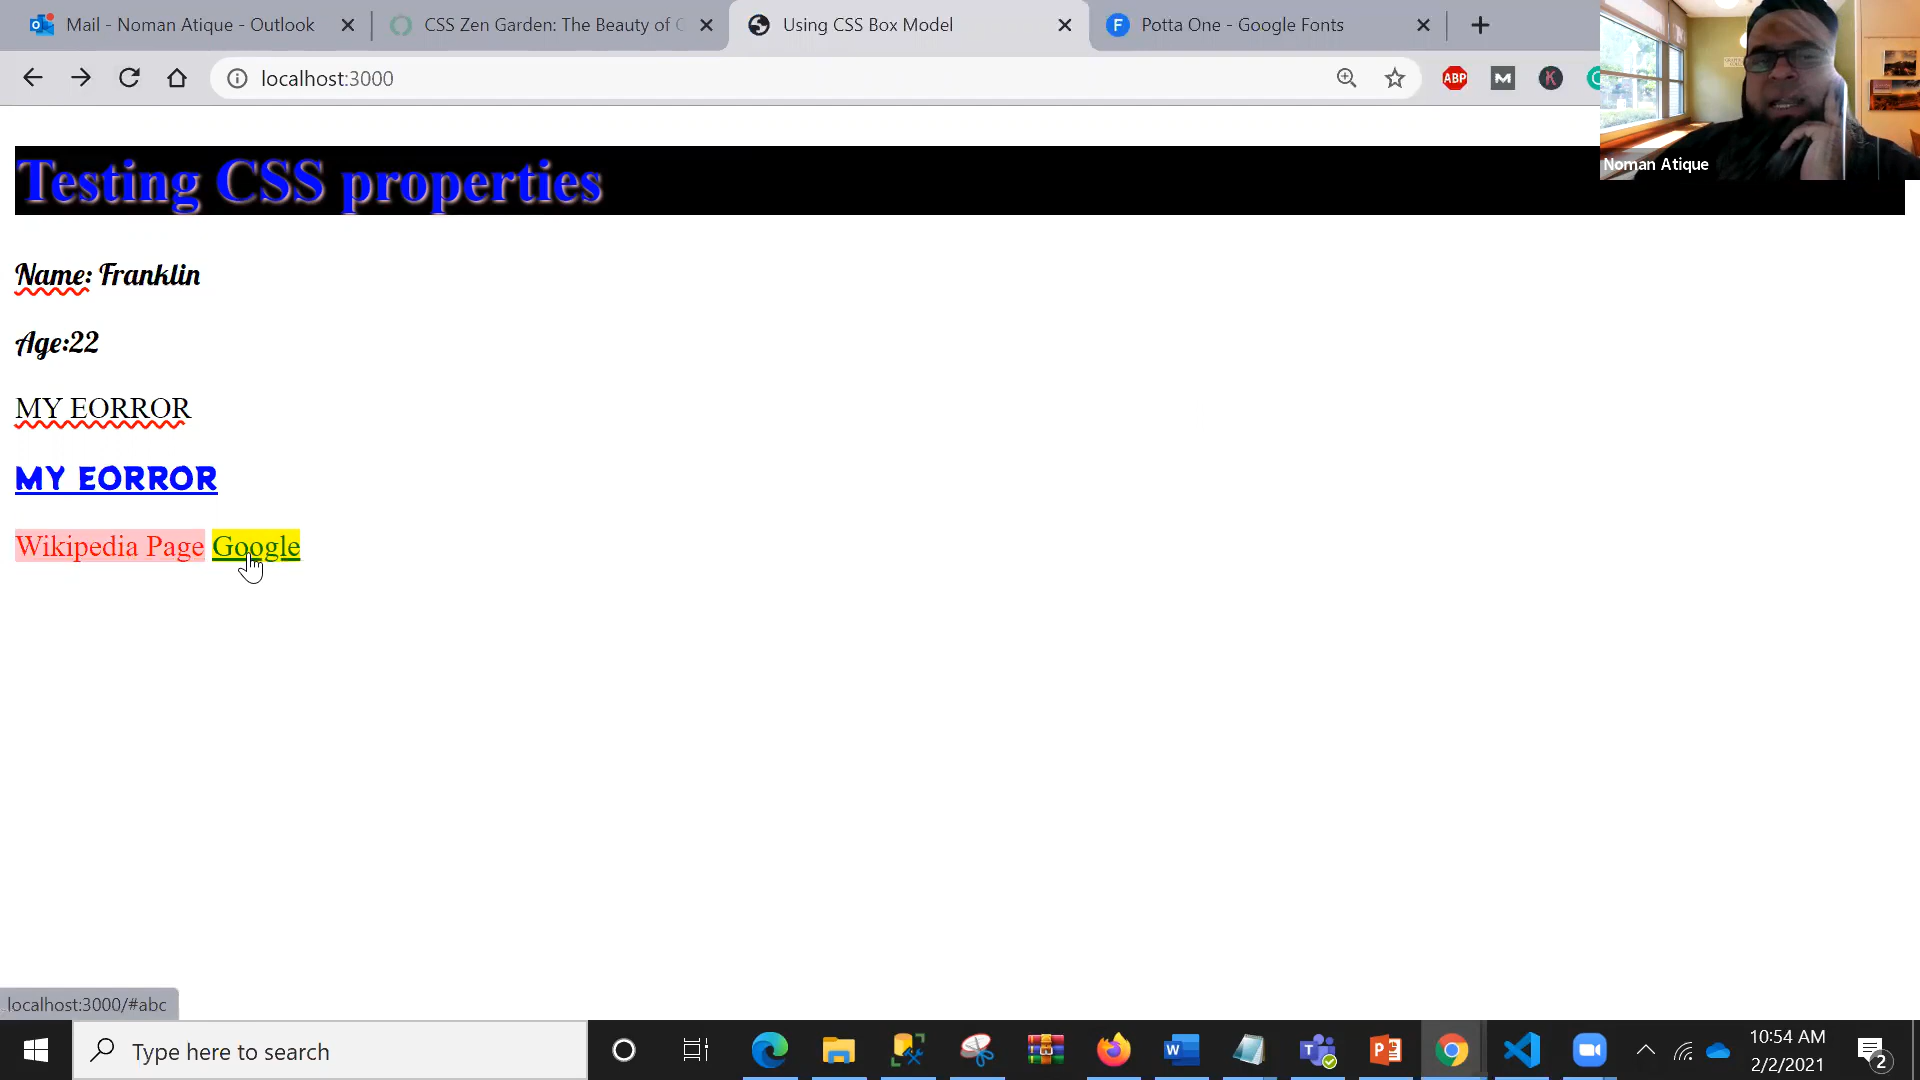 Mail - Noman Atique - Outlook
CSS Zen Garden: The Beauty of
Using CSS Box Model
F
Potta One - Google Fonts
localhost:3000
ABP
K
Noman Atique
Testing CSS properties
Name: Franklin
Age:22
MY EORROR
MY EORROR
Wikipedia Page Google
localhost:3000/#abc
Type here to search
10:54 AM
2/2/2021
2